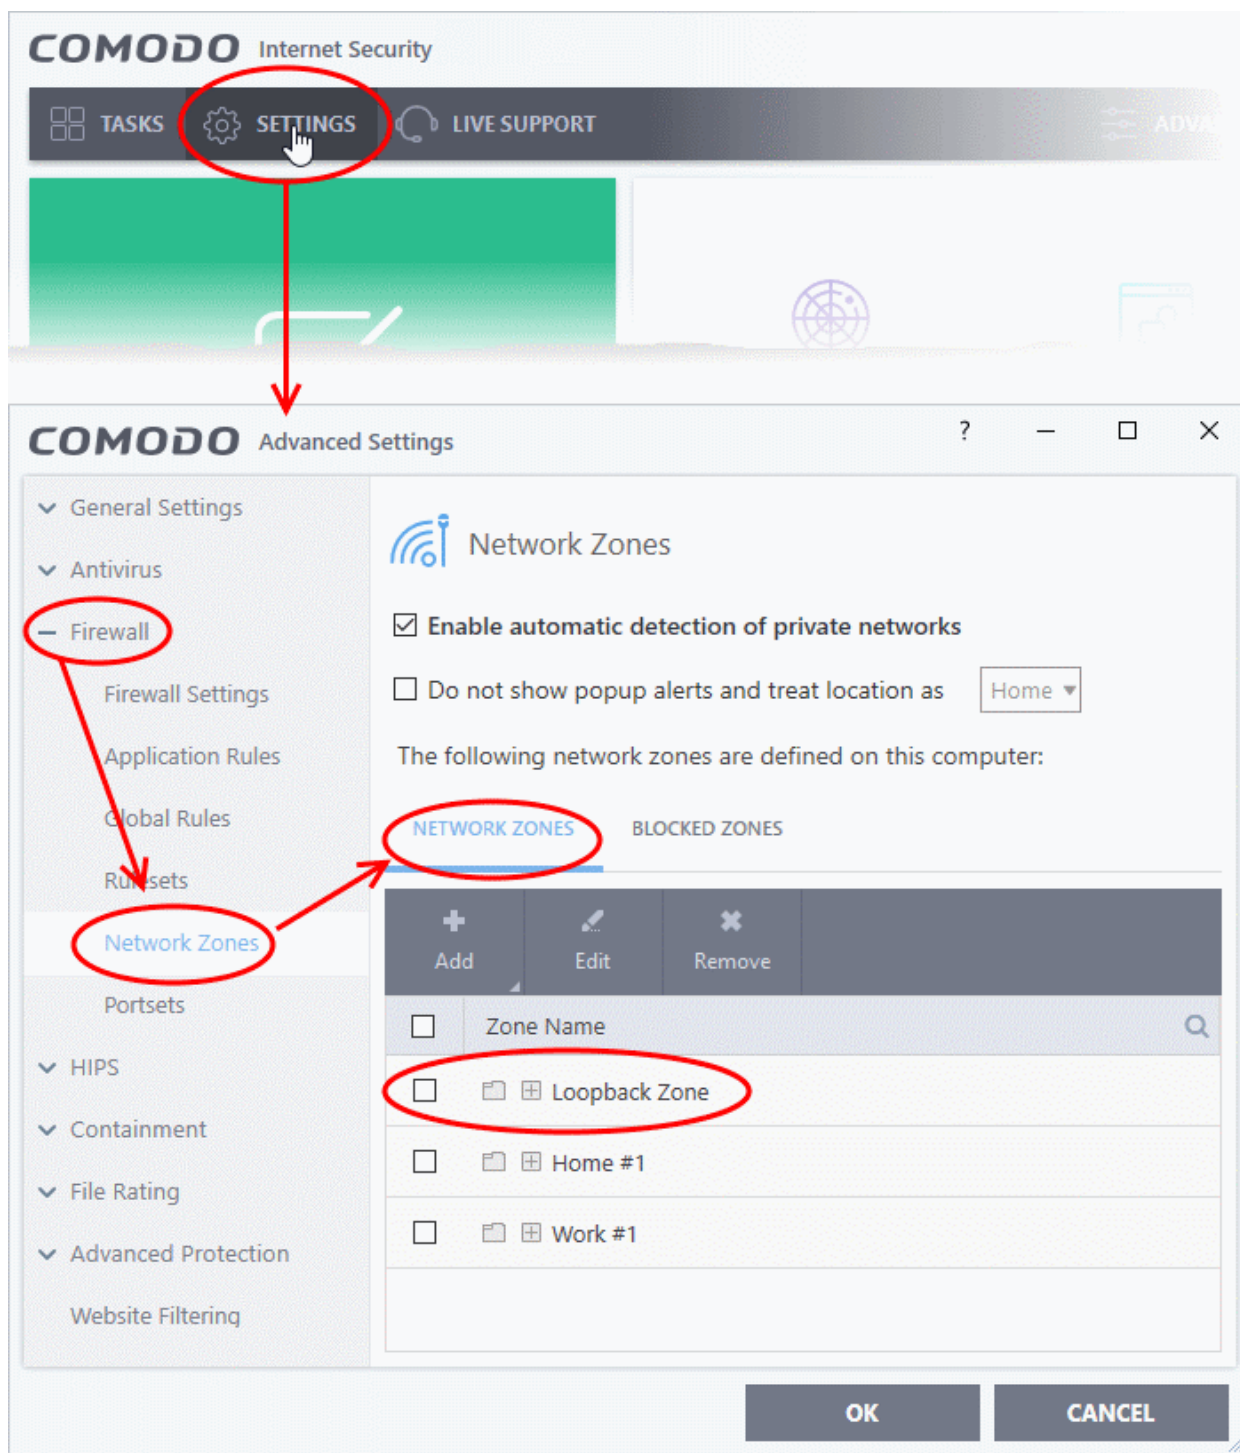 COMODO Internet Security
TASKS SETTINGS LIVE SUPPORT ADVA
COMODO Advanced Settings ?
General Settings
Antivirus
Firewall
Firewall Settings
Application Rules
Global Rules
Rulesets
Network Zones
Portsets
HIPS
Containment
File Rating
Advanced Protection
Website Filtering
Network Zones
Enable automatic detection of private networks
Do not show popup alerts and treat location as Home
The following network zones are defined on this computer:
NETWORK ZONES BLOCKED ZONES
Add Edit Remove
Zone Name
Loopback Zone
Home #1
Work #1
OK CANCEL